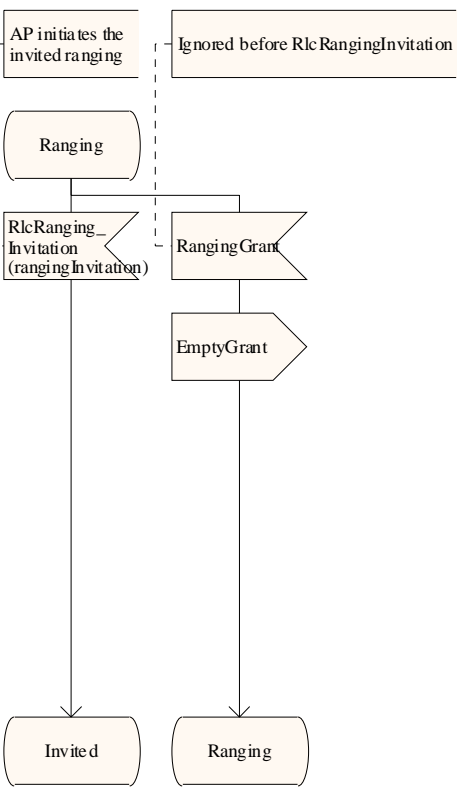 AP initiates the
invited ranging
Ignored before RlcRangingInvitation
Ranging
RlcRanging_
Invitation
(rangingInvitation)
RangingGrant
EmptyGrant
Invited
Ranging